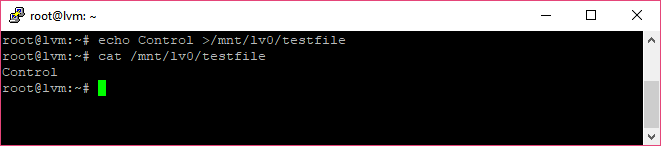 root@lvm: ~
root@lvm:~# echo Control >/mnt/lv0/testfile
root@lvm:~# cat /mnt/lv0/testfile
Control
root@lvm:~#